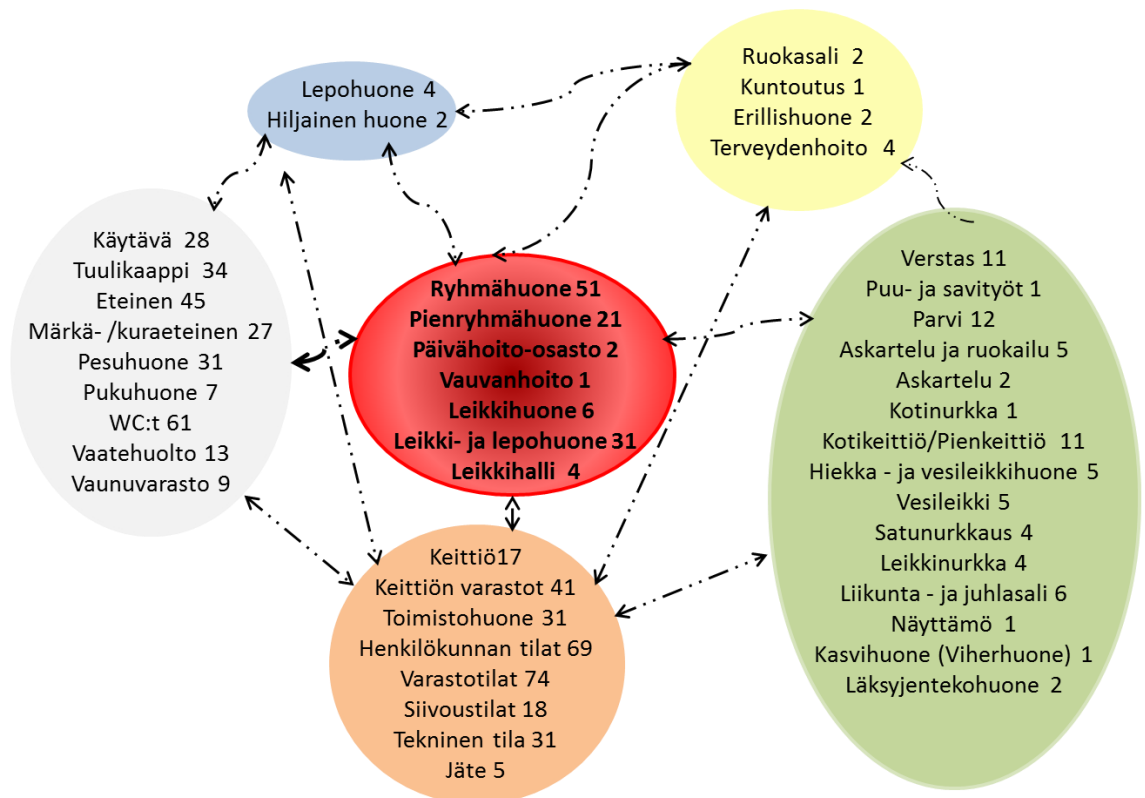 Lepohuone 4
Hiljainen huone 2
Ruokasali 2
Kuntoutus 1
Erillishuone 2
Terveydenhoito 4
Käytävä 28
Tuulikaappi 34
Eteinen 45
Märkä- /kuraeteinen 27
Pesuhuone 31
Pukuhuone 7
WC:t 61
Vaatehuolto 13
Vaunuvarasto 9
Ryhmähuone 51
Pienryhmähuone 21
Päivähoito-osasto 2
Vauvanhoito 1
Leikkihuone 6
Leikki- ja lepohuone 31
Leikkihalli 4
Verstas 11
Puu- ja savityöt 1
Parvi 12
Askartelu ja ruokailu 5
Askartelu 2
Kotinurkka 1
Kotikeittiö/Pienkeittiö 11
Hiekka - ja vesileikkihuone 5
Vesileikki 5
Satunurkkaus 4
Leikkinurkka 4
Liikunta - ja juhlasali 6
Näyttämö 1
Kasvihuone (Viherhuone) 1
Läksyjentekohuone 2
Keittiö17
Keittiön varastot 41
Toimistohuone 31
Henkilökunnan tilat 69
Varastotilat 74
Siivoustilat 18
Tekninen tila 31
Jäte 5